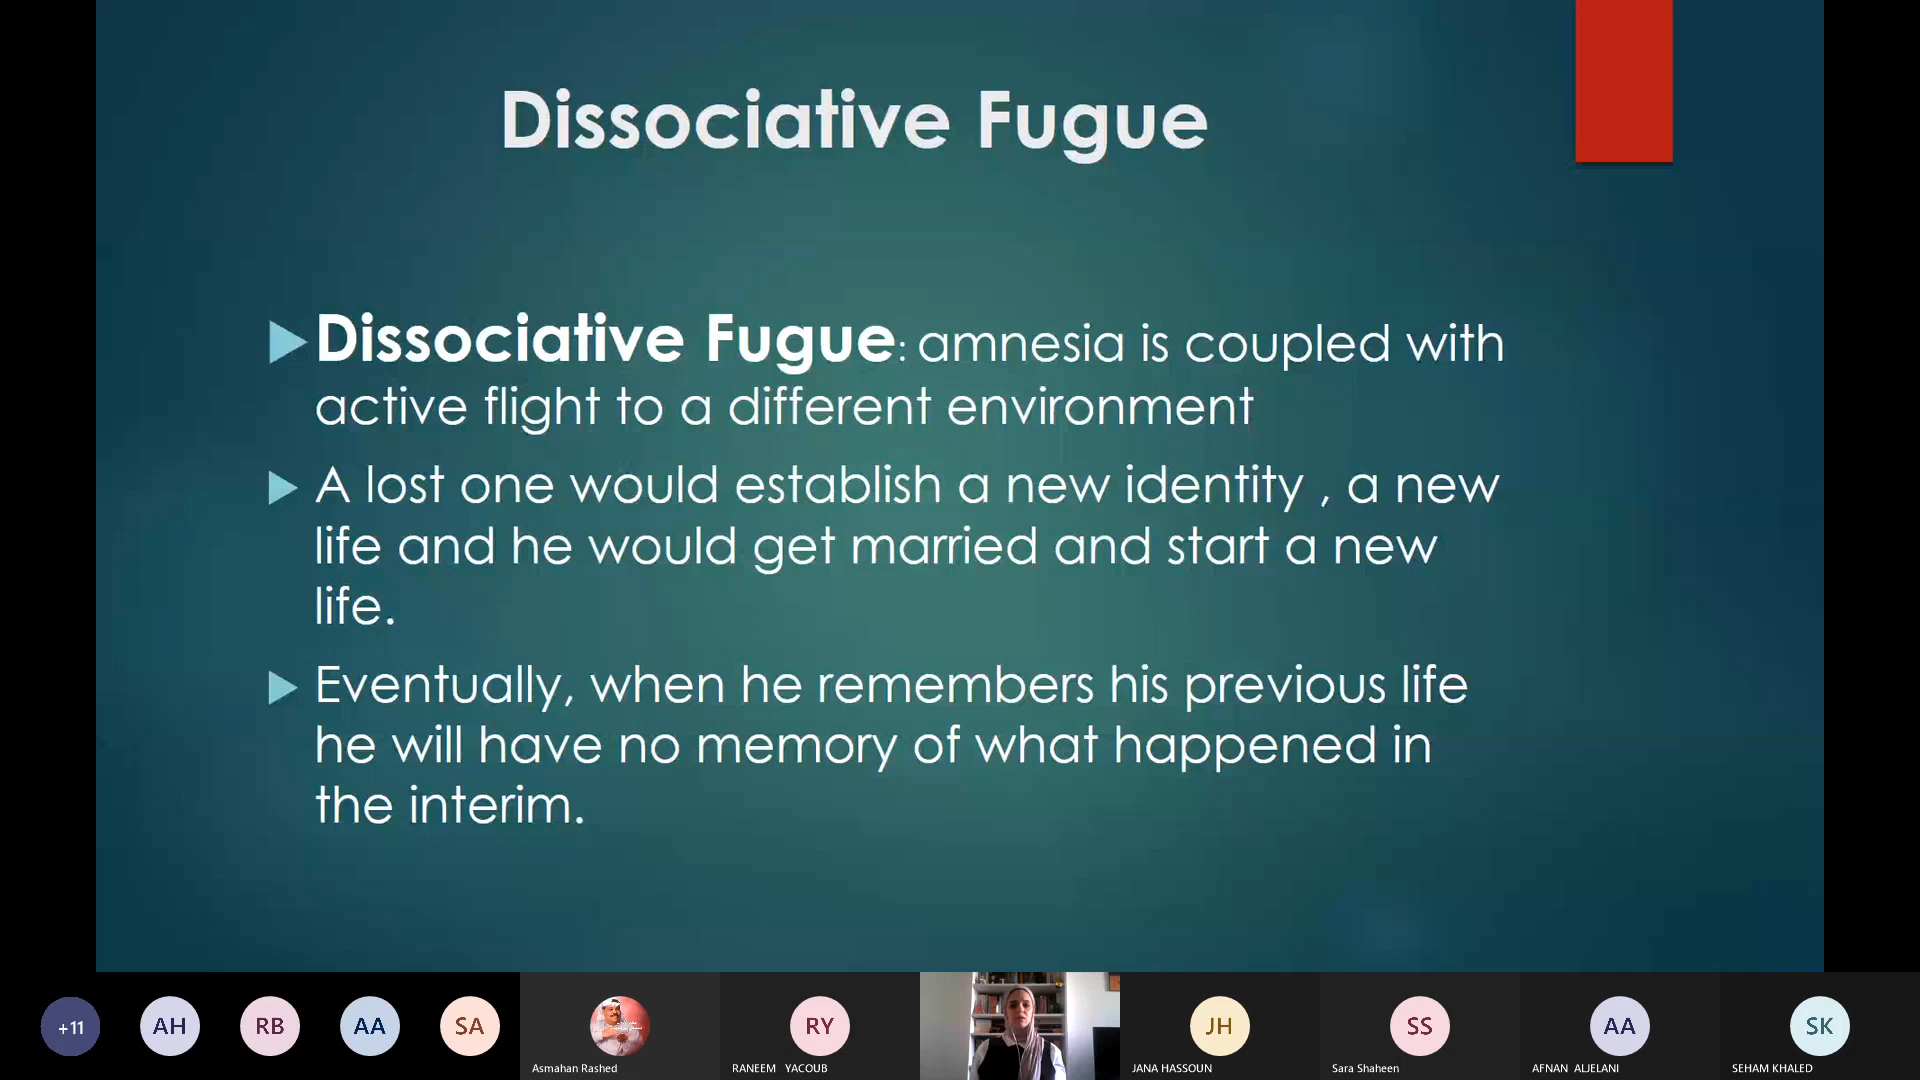 Dissociative Fugue
Dissociative Fugue: amnesia is coupled with
active flight to a different environment
A lost one would establish a new identity , a new
life and he would get married and start a new
life.
Eventually, when he remembers his previous life
he will have no memory of what happened in
the interim.
+11
AH
RB
AA
SA
Asmahan Rashed
RY
RANEEM YACOUB
JH
JANA HASSOUN
SS
Sara Shaheen
AA
AFNAN ALJELANI
SK
SEHAM KHALED